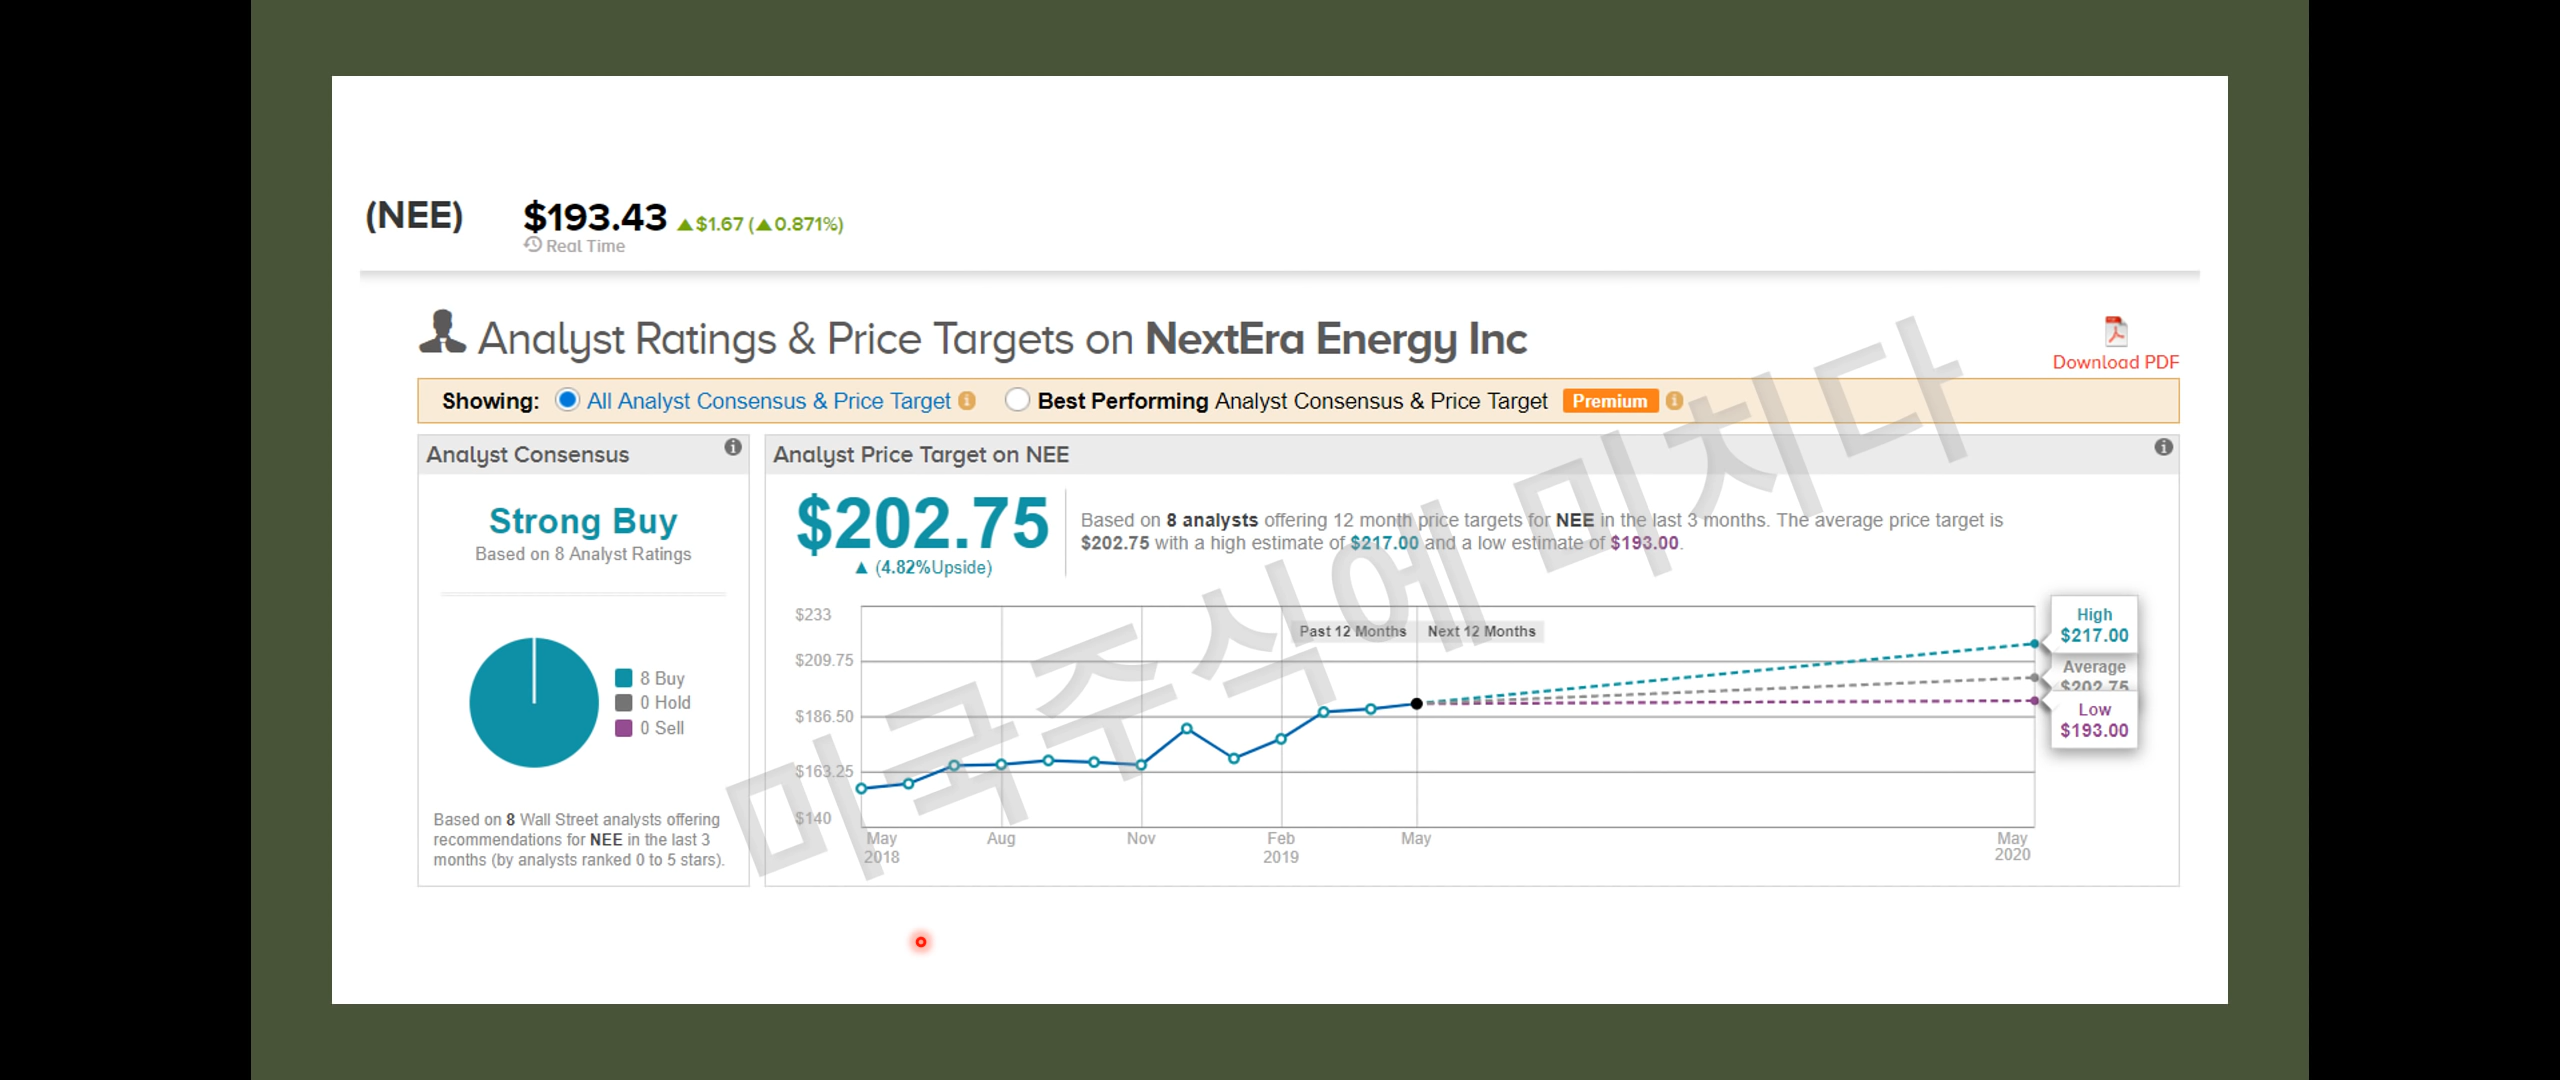 (NEE)
$193.43 ▲$1.67 (▲0.871%)
Real Time
Analyst Ratings & Price Targets on NextEra Energy Inc
Download PDF
Showing: All Analyst Consensus & Price Target Best Performing Analyst Consensus & Price Target Premium
Analyst Consensus
Strong Buy
Based on 8 Analyst Ratings
8 Buy
0 Hold
0 Sell
Based on 8 Wall Street analysts offering
recommendations for NEE in the last 3
months (by analysts ranked 0 to 5 stars).
Analyst Price Target on NEE
$202.75
▲ (4.82%Upside)
Based on 8 analysts offering 12 month price targets for NEE in the last 3 months. The average price target is
$202.75 with a high estimate of $217.00 and a low estimate of $193.00.
$233
$209.75
$186.50
$163.25
$140
Past 12 Months Next 12 Months
High
$217.00
Average
$202.75
Low
$193.00
May Aug Nov Feb May May
2018 2019 2020
미국주식에 미치다